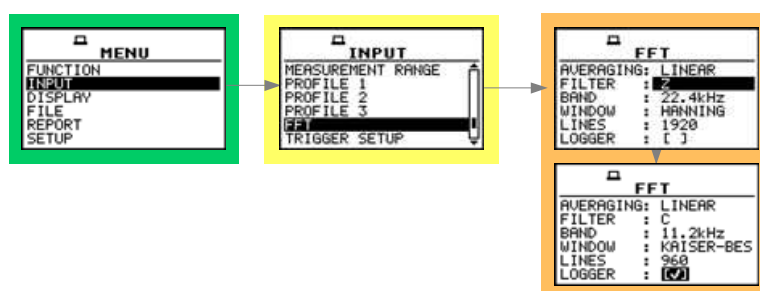 MENU
FUNCTION
INPUT
DISPLAY
FILE
REPORT
SETUP
INPUT
MEASUREMENT RANGE
PROFILE 1
PROFILE 2
PROFILE 3
FFT
TRIGGER SETUP
FFT
AVERAGING: LINEAR
FILTER : Z
BAND : 22.4kHz
WINDOW : HANNING
LINES : 1920
LOGGER : [ ]
FFT
AVERAGING: LINEAR
FILTER : C
BAND : 11.2kHz
WINDOW : KAISER-BES
LINES : 960
LOGGER : [√]